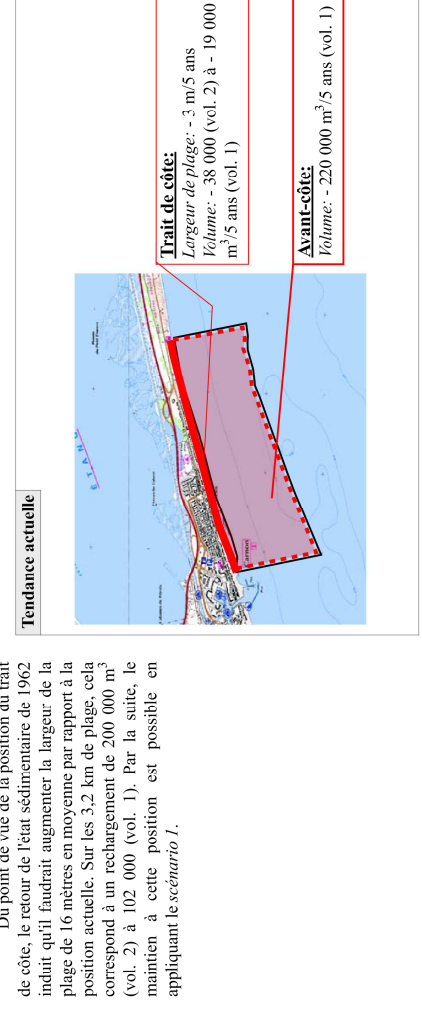 Du point de vue de la position du trait
de côte, le retour de l'état sédimentaire de 1962
induit qu'il faudrait augmenter la largeur de la
plage de 16 mètres en moyenne par rapport à la
position actuelle. Sur les 3,2 km de plage, cela
correspond à un rechargement de 200 000 m³
(vol. 2) à 102 000 (vol. 1). Par la suite, le
maintien à cette position est possible en
appliquant le scénario 1.
Tendance actuelle
ETANG
Carnon
Trait de côte:
Largeur de plage: - 3 m/5 ans
Volume: - 38 000 (vol. 2) à - 19 000
m³/5 ans (vol. 1)
Avant-côte:
Volume: - 220 000 m³/5 ans (vol. 1)